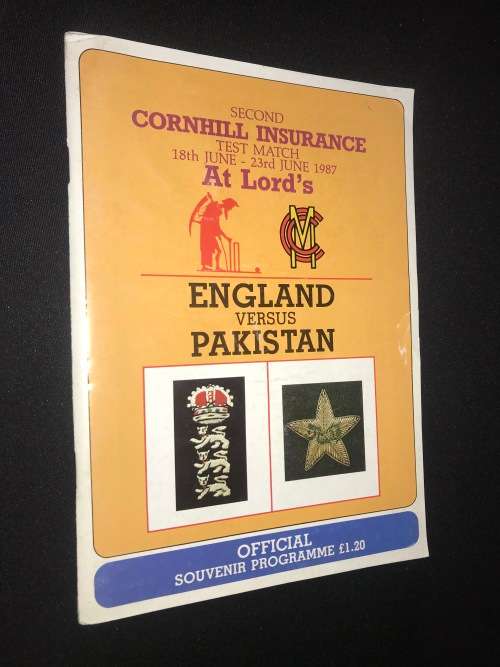 SECOND
CORNHILL INSURANCE
TEST MATCH
18th JUNE - 23rd JUNE 1987
At Lord's
MCC
ENGLAND
VERSUS
PAKISTAN
OFFICIAL
SOUVENIR PROGRAMME £1.20